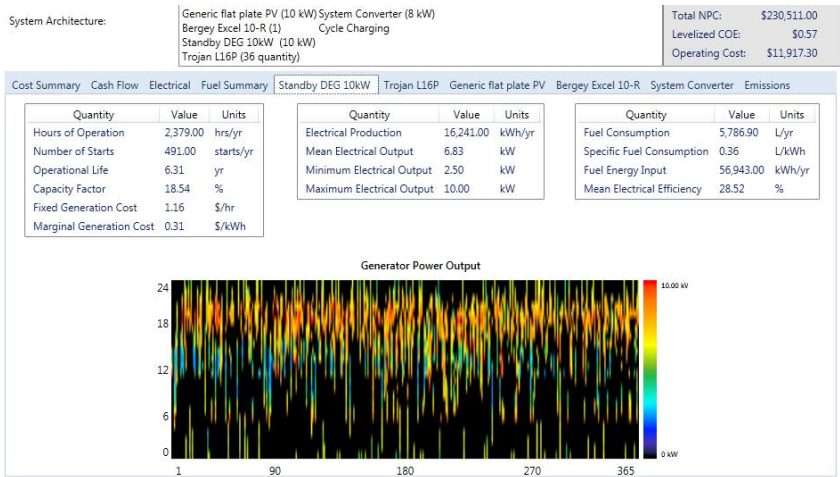 System Architecture:
Generic flat plate PV (10 kW) System Converter (8 kW)
Bergey Excel 10-R (1) Cycle Charging
Standby DEG 10kW (10 kW)
Trojan L16P (36 quantity)
Total NPC: $230,511.00
Levelized COE: $0.57
Operating Cost: $11,917.30
Cost Summary Cash Flow Electrical Fuel Summary Standby DEG 10kW Trojan L16P Generic flat plate PV Bergey Excel 10-R System Converter Emissions
Quantity Value Units
Hours of Operation 2,379.00 hrs/yr
Number of Starts 491.00 starts/yr
Operational Life 6.31 yr
Capacity Factor 18.54 %
Fixed Generation Cost 1.16 $/hr
Marginal Generation Cost 0.31 $/kWh
Quantity Value Units
Electrical Production 16,241.00 kWh/yr
Mean Electrical Output 6.83 kW
Minimum Electrical Output 2.50 kW
Maximum Electrical Output 10.00 kW
Quantity Value Units
Fuel Consumption 5,786.90 L/yr
Specific Fuel Consumption 0.36 L/kWh
Fuel Energy Input 56,943.00 kWh/yr
Mean Electrical Efficiency 28.52 %
Generator Power Output
24
18
12
6
0
1 90 180 270 365
10.00 kW
0 kW